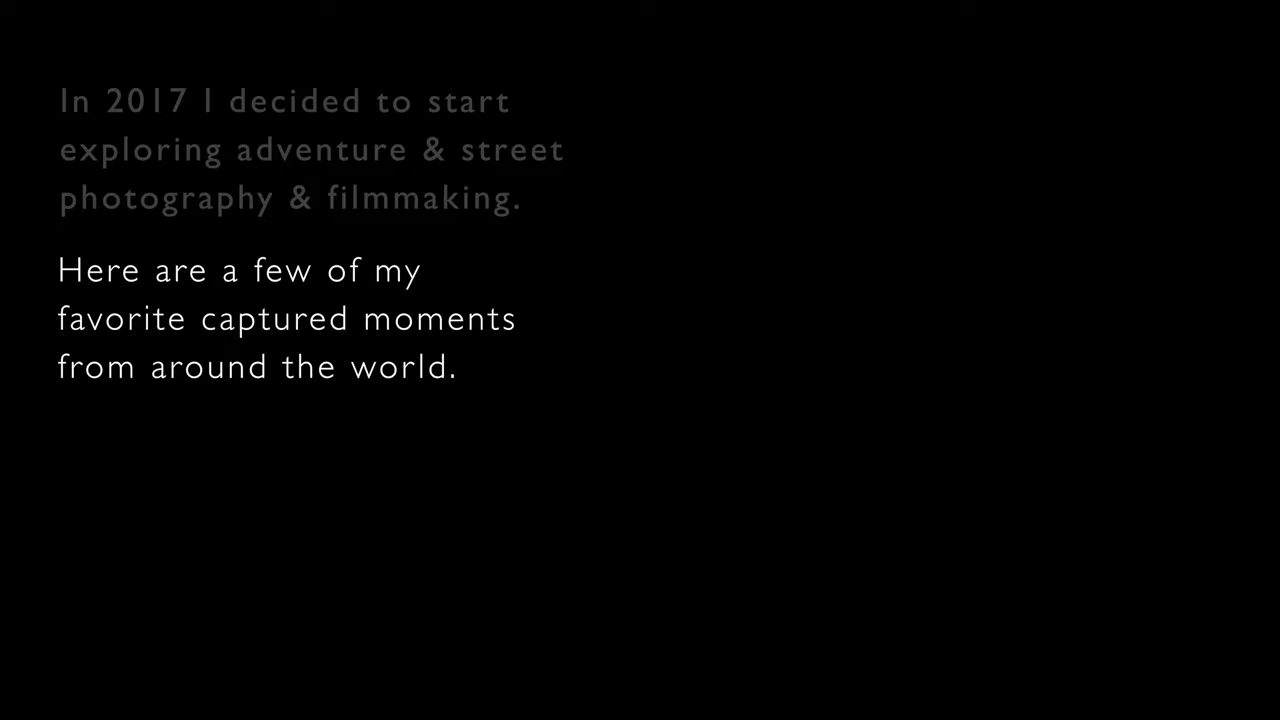 In 2017 I decided to start
exploring adventure & street
photography & filmmaking.
Here are a few of my
favorite captured moments
from around the world.